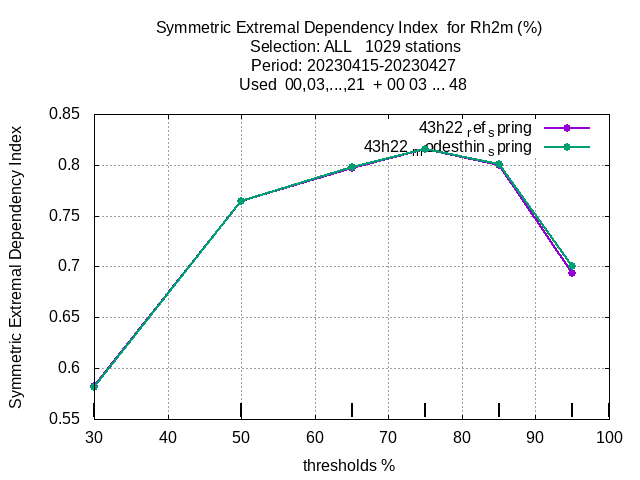 Symmetric Extremal Dependency Index  for Rh2m (%)
Selection: ALL   1029 stations
Period: 20230415-20230427
Used  00,03,...,21  + 00 03 ... 48
43h22_ref_spring
43h22_modesthin_spring
Symmetric Extremal Dependency Index
0.85
0.8
0.75
0.7
0.65
0.6
0.55
30 40 50 60 70 80 90 100
thresholds %